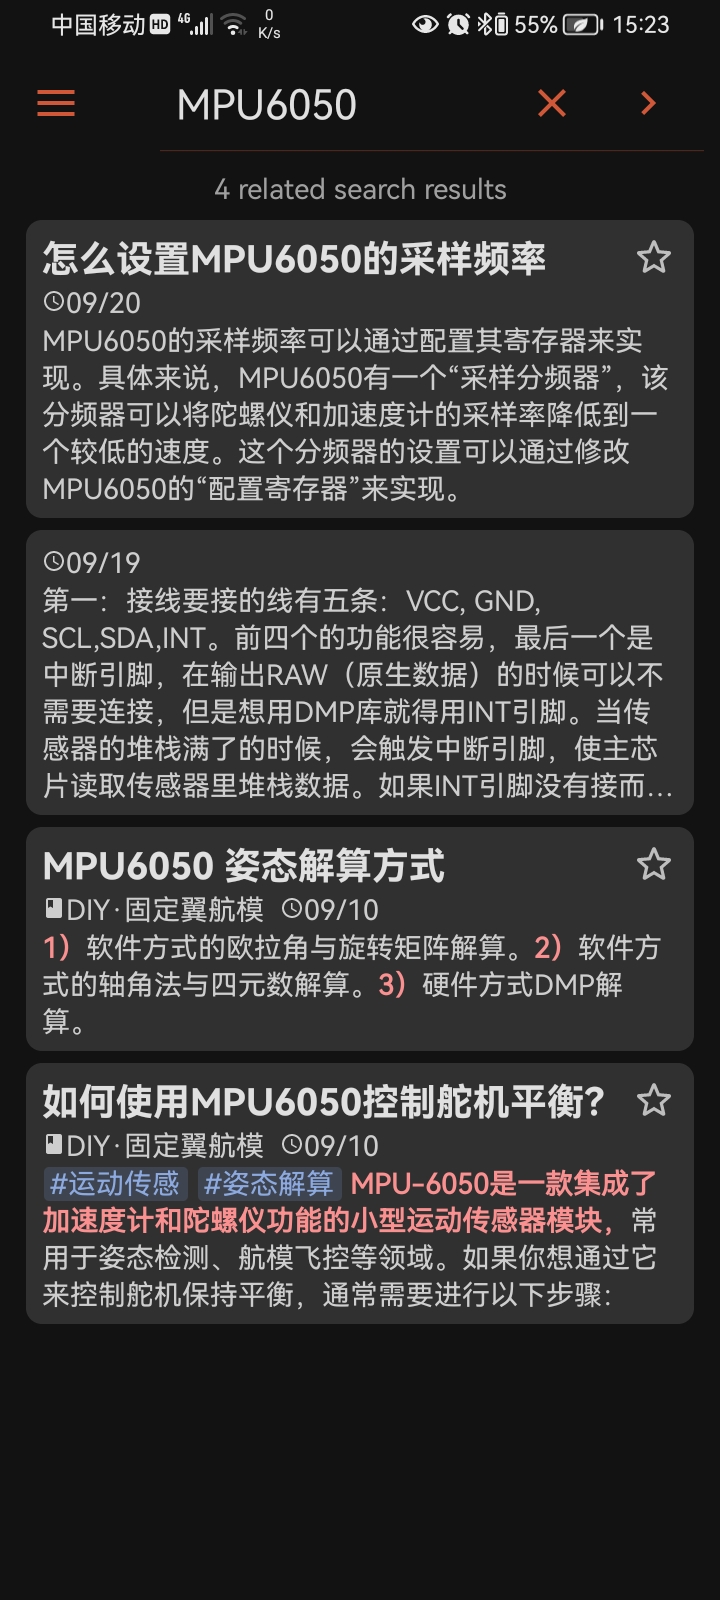 中国移动 HD 4G 0 K/s 55% 15:23
MPU6050
4 related search results
怎么设置MPU6050的采样频率
09/20
MPU6050的采样频率可以通过配置其寄存器来实
现。具体来说，MPU6050有一个“采样分频器”，该
分频器可以将陀螺仪和加速度计的采样率降低到一
个较低的速度。这个分频器的设置可以通过修改
MPU6050的“配置寄存器”来实现。
09/19
第一：接线要接的线有五条：VCC, GND,
SCL,SDA,INT。前四个的功能很容易，最后一个是
中断引脚，在输出RAW（原生数据）的时候可以不
需要连接，但是想用DMP库就得用INT引脚。当传
感器的堆栈满了的时候，会触发中断引脚，使主芯
片读取传感器里堆栈数据。如果INT引脚没有接而…
MPU6050 姿态解算方式
DIY·固定翼航模 09/10
1）软件方式的欧拉角与旋转矩阵解算。2）软件方
式的轴角法与四元数解算。3）硬件方式DMP解
算。
如何使用MPU6050控制舵机平衡？
DIY·固定翼航模 09/10
#运动传感 #姿态解算 MPU-6050是一款集成了
加速度计和陀螺仪功能的小型运动传感器模块，常
用于姿态检测、航模飞控等领域。如果你想通过它
来控制舵机保持平衡，通常需要进行以下步骤：